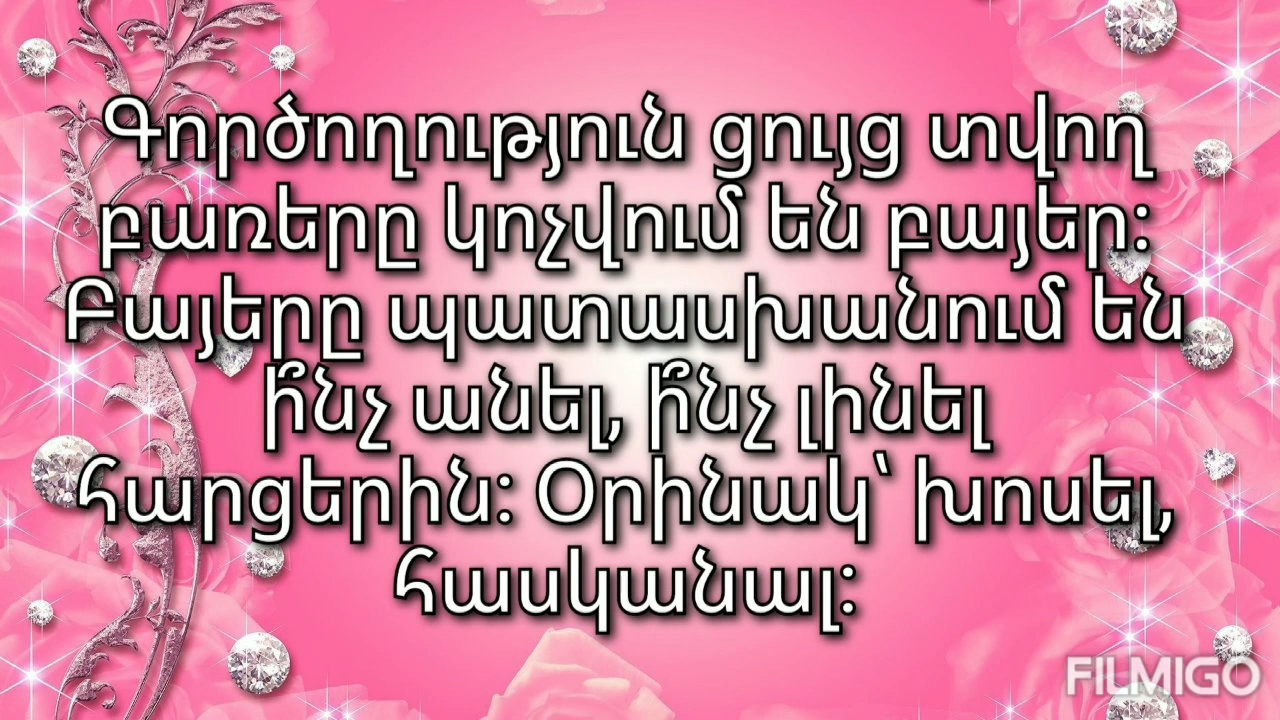 Գործողություն ցույց տվող
բառերը կոչվում են բայեր:
Բայերը պատասխանում են
ի՞նչ անել, ի՞նչ լինել
հարցերին: Օրինակ՝ խոսել,
հասկանալ:
FILMIGO